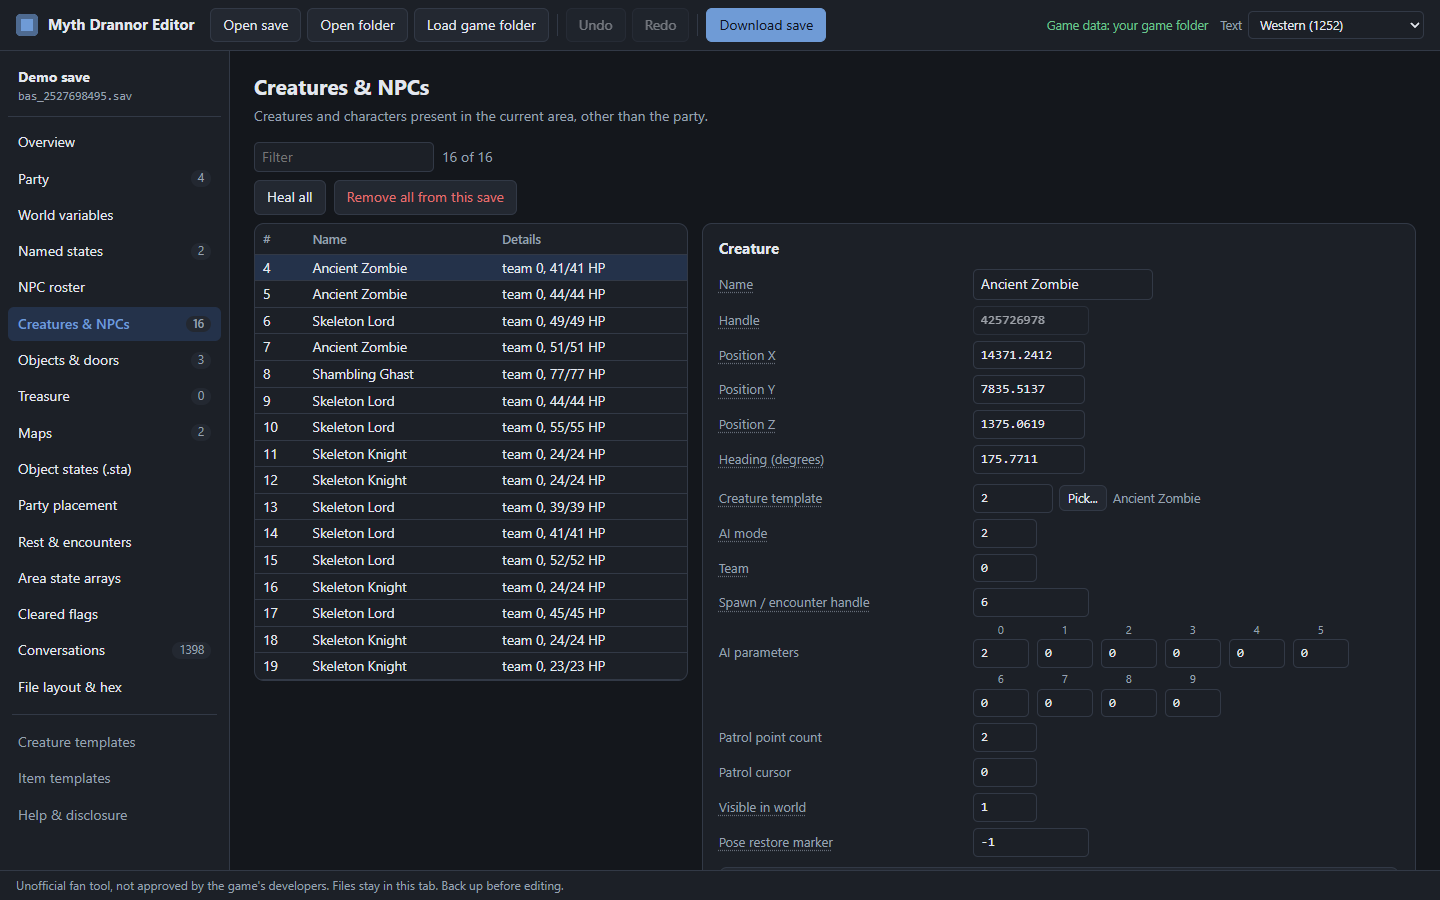 Myth Drannor Editor
Open save
Open folder
Load game folder
Undo
Redo
Download save
Game data: your game folder
Text
Western (1252)
Demo save
bas_2527698495.sav
Overview
Party 4
World variables
Named states 2
NPC roster
Creatures & NPCs 16
Objects & doors 3
Treasure 0
Maps 2
Object states (.sta)
Party placement
Rest & encounters
Area state arrays
Cleared flags
Conversations 1398
File layout & hex
Creature templates
Item templates
Help & disclosure
Creatures & NPCs
Creatures and characters present in the current area, other than the party.
Filter
16 of 16
Heal all
Remove all from this save
# Name Details
4 Ancient Zombie team 0, 41/41 HP
5 Ancient Zombie team 0, 44/44 HP
6 Skeleton Lord team 0, 49/49 HP
7 Ancient Zombie team 0, 51/51 HP
8 Shambling Ghast team 0, 77/77 HP
9 Skeleton Lord team 0, 44/44 HP
10 Skeleton Lord team 0, 55/55 HP
11 Skeleton Knight team 0, 24/24 HP
12 Skeleton Knight team 0, 24/24 HP
13 Skeleton Lord team 0, 39/39 HP
14 Skeleton Lord team 0, 41/41 HP
15 Skeleton Lord team 0, 52/52 HP
16 Skeleton Knight team 0, 24/24 HP
17 Skeleton Lord team 0, 45/45 HP
18 Skeleton Knight team 0, 24/24 HP
19 Skeleton Knight team 0, 23/23 HP
Creature
Name Ancient Zombie
Handle 425726978
Position X 14371.2412
Position Y 7835.5137
Position Z 1375.0619
Heading (degrees) 175.7711
Creature template 2 Pick... Ancient Zombie
AI mode 2
Team 0
Spawn / encounter handle 6
0 1 2 3 4 5
AI parameters 2 0 0 0 0 0
6 7 8 9
0 0 0 0
Patrol point count 2
Patrol cursor 0
Visible in world 1
Pose restore marker -1
Unofficial fan tool, not approved by the game's developers. Files stay in this tab. Back up before editing.